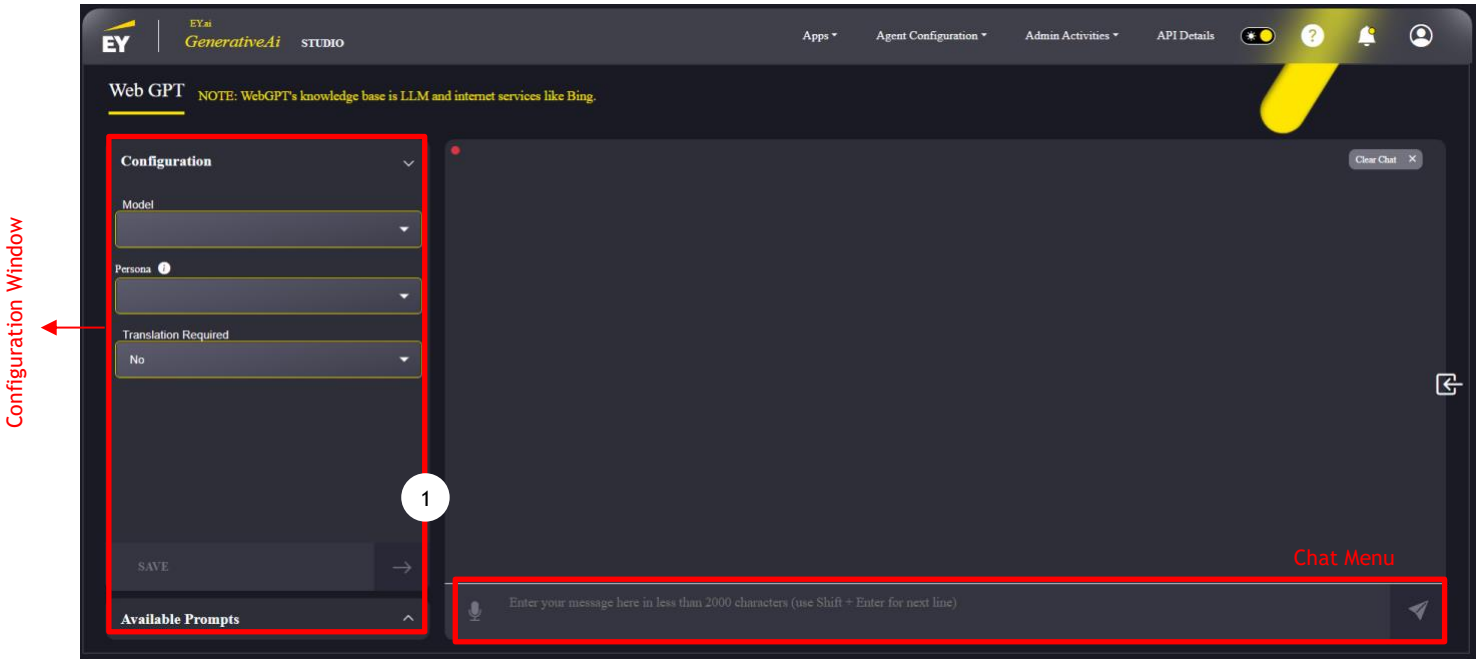 EY
EY.ai
GenerativeAi STUDIO
Apps
Agent Configuration
Admin Activities
API Details
?
Web GPT
NOTE: WebGPT's knowledge base is LLM and internet services like Bing.
Configuration Window
Configuration
Model
Persona i
Translation Required
No
1
SAVE
Available Prompts
Clear Chat X
Chat Menu
Enter your message here in less than 2000 characters (use Shift + Enter for next line)